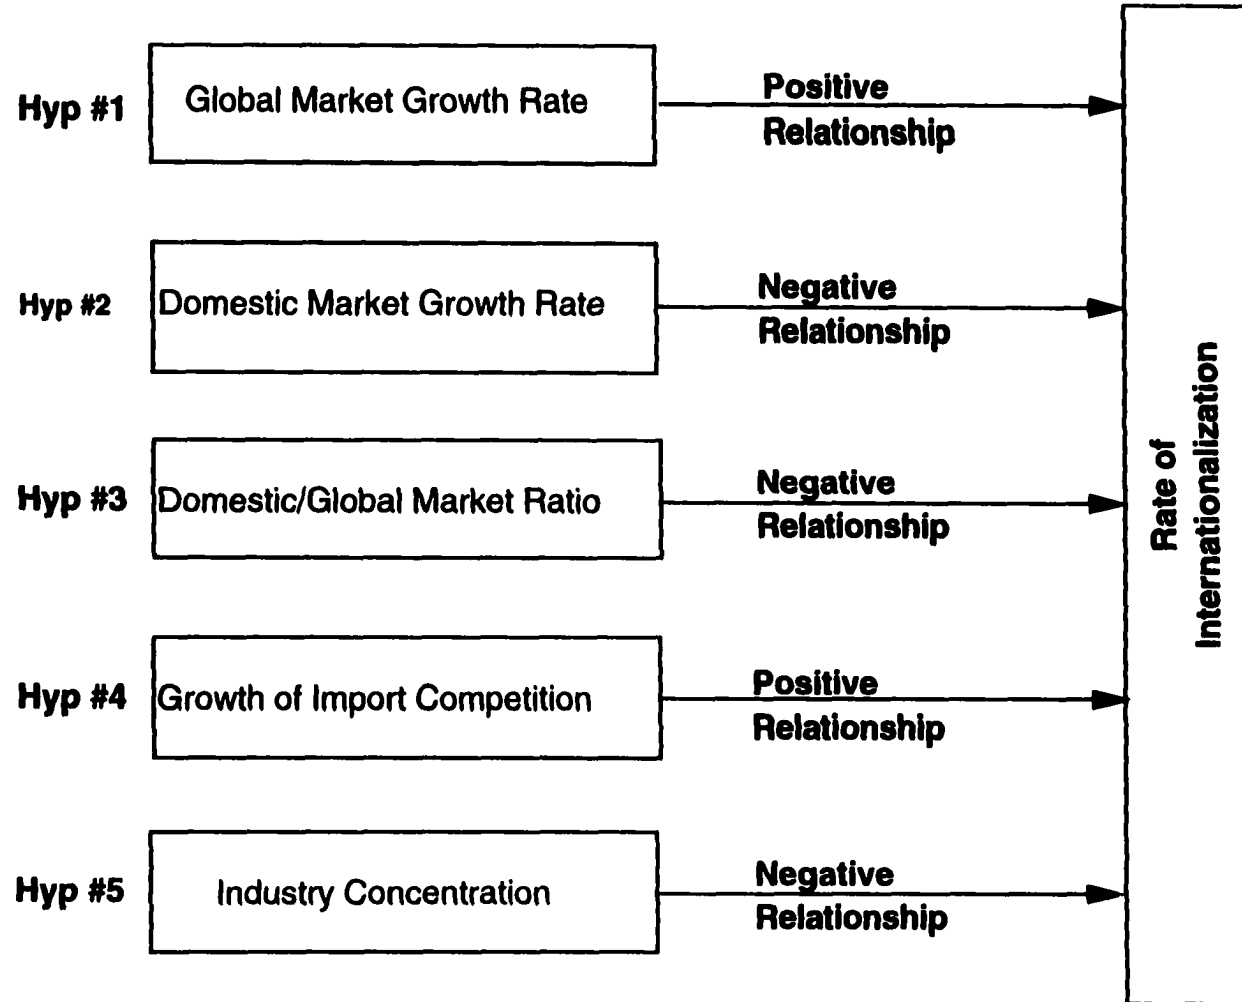 Hyp #1
Global Market Growth Rate
Positive
Relationship
Hyp #2
Domestic Market Growth Rate
Negative
Relationship
Hyp #3
Domestic/Global Market Ratio
Negative
Relationship
Hyp #4
Growth of Import Competition
Positive
Relationship
Hyp #5
Industry Concentration
Negative
Relationship
Rate of
Internationalization